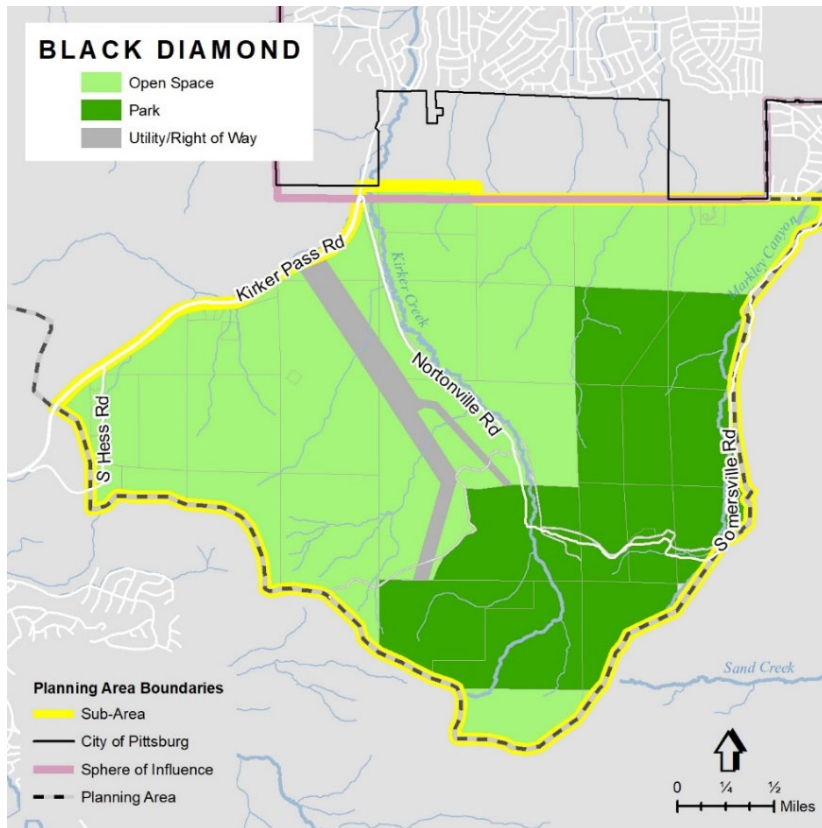 BLACK DIAMOND
Open Space
Park
Utility/Right of Way
Kirker Pass Rd
Kirker Creek
Markley Canyon
Nortonville Rd
S Hess Rd
Somersville Rd
Sand Creek
Planning Area Boundaries
Sub-Area
City of Pittsburg
Sphere of Influence
Planning Area
0 ¼ ½
Miles